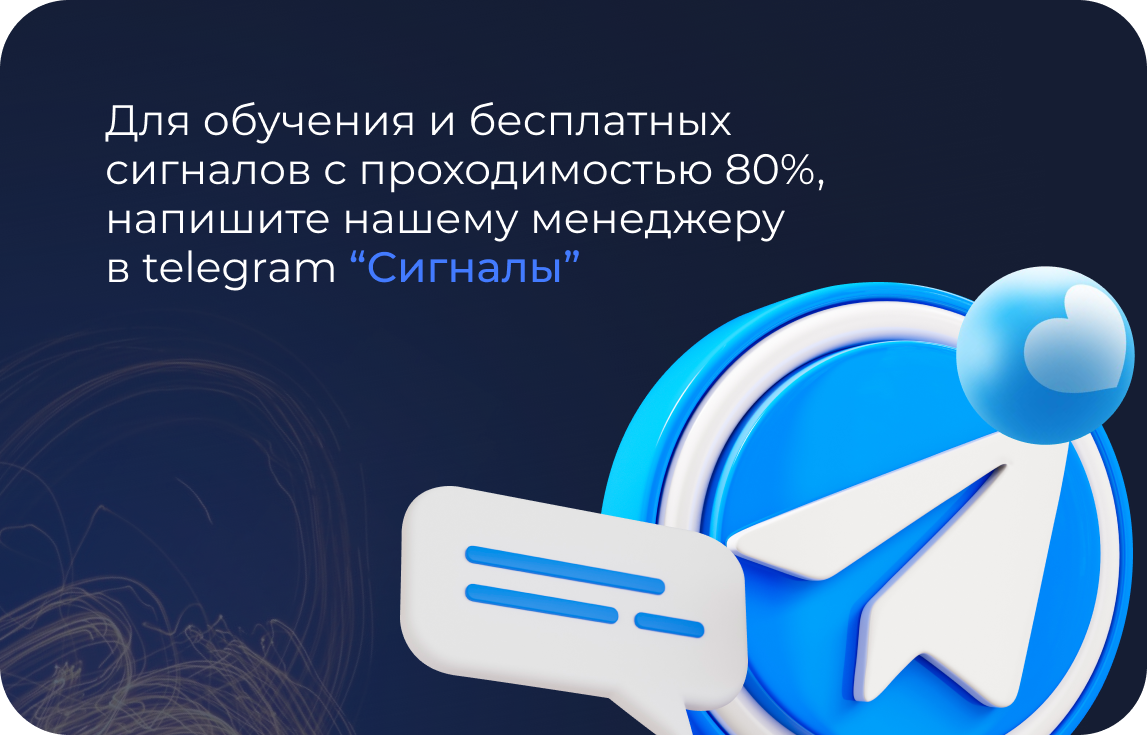 Для обучения и бесплатных
сигналов с проходимостью 80%,
напишите нашему менеджеру
в telegram “Сигналы”